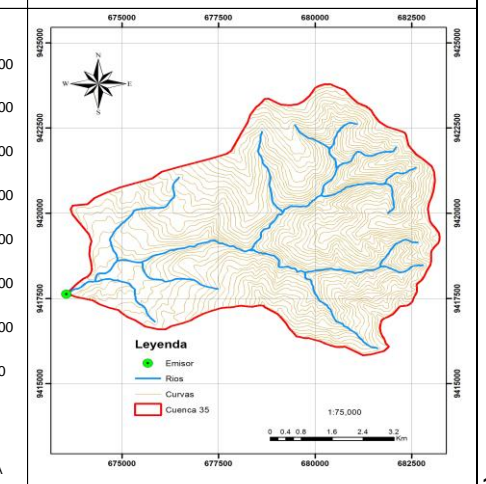 675000 677500 680000 682500
9425000 9425000
N
W E
S
9422500 9422500
9420000 9420000
9417500 9417500
9415000 9415000
Leyenda
Emisor
Rios
Curvas
Cuenca 35
1:75,000
0 0.4 0.8 1.6 2.4 3.2
Km
675000 677500 680000 682500